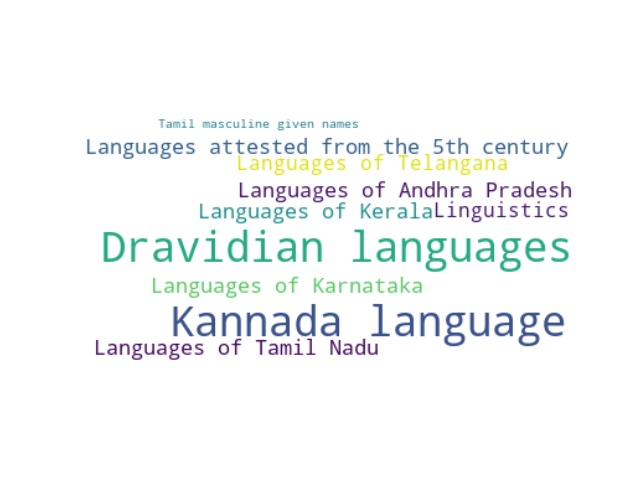 Tamil masculine given names
Languages attested from the 5th century
Languages of Telangana
Languages of Andhra Pradesh
Languages of Kerala
Linguistics
Dravidian languages
Languages of Karnataka
Kannada language
Languages of Tamil Nadu